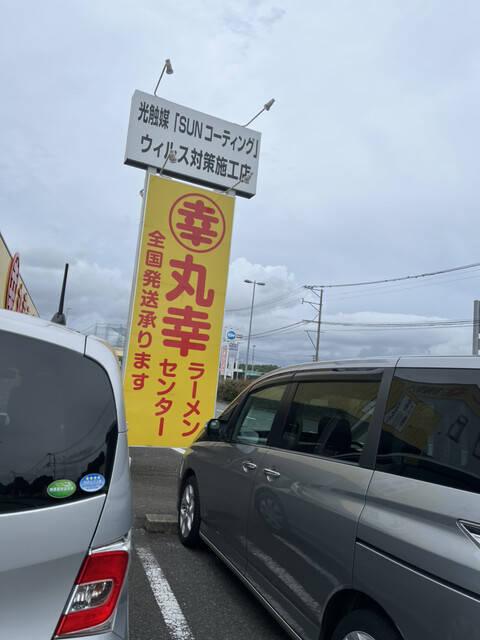 光触媒「SUNコーティング」
ウィルス対策施工店
幸
丸幸
ラーメン
センター
全国発送承ります